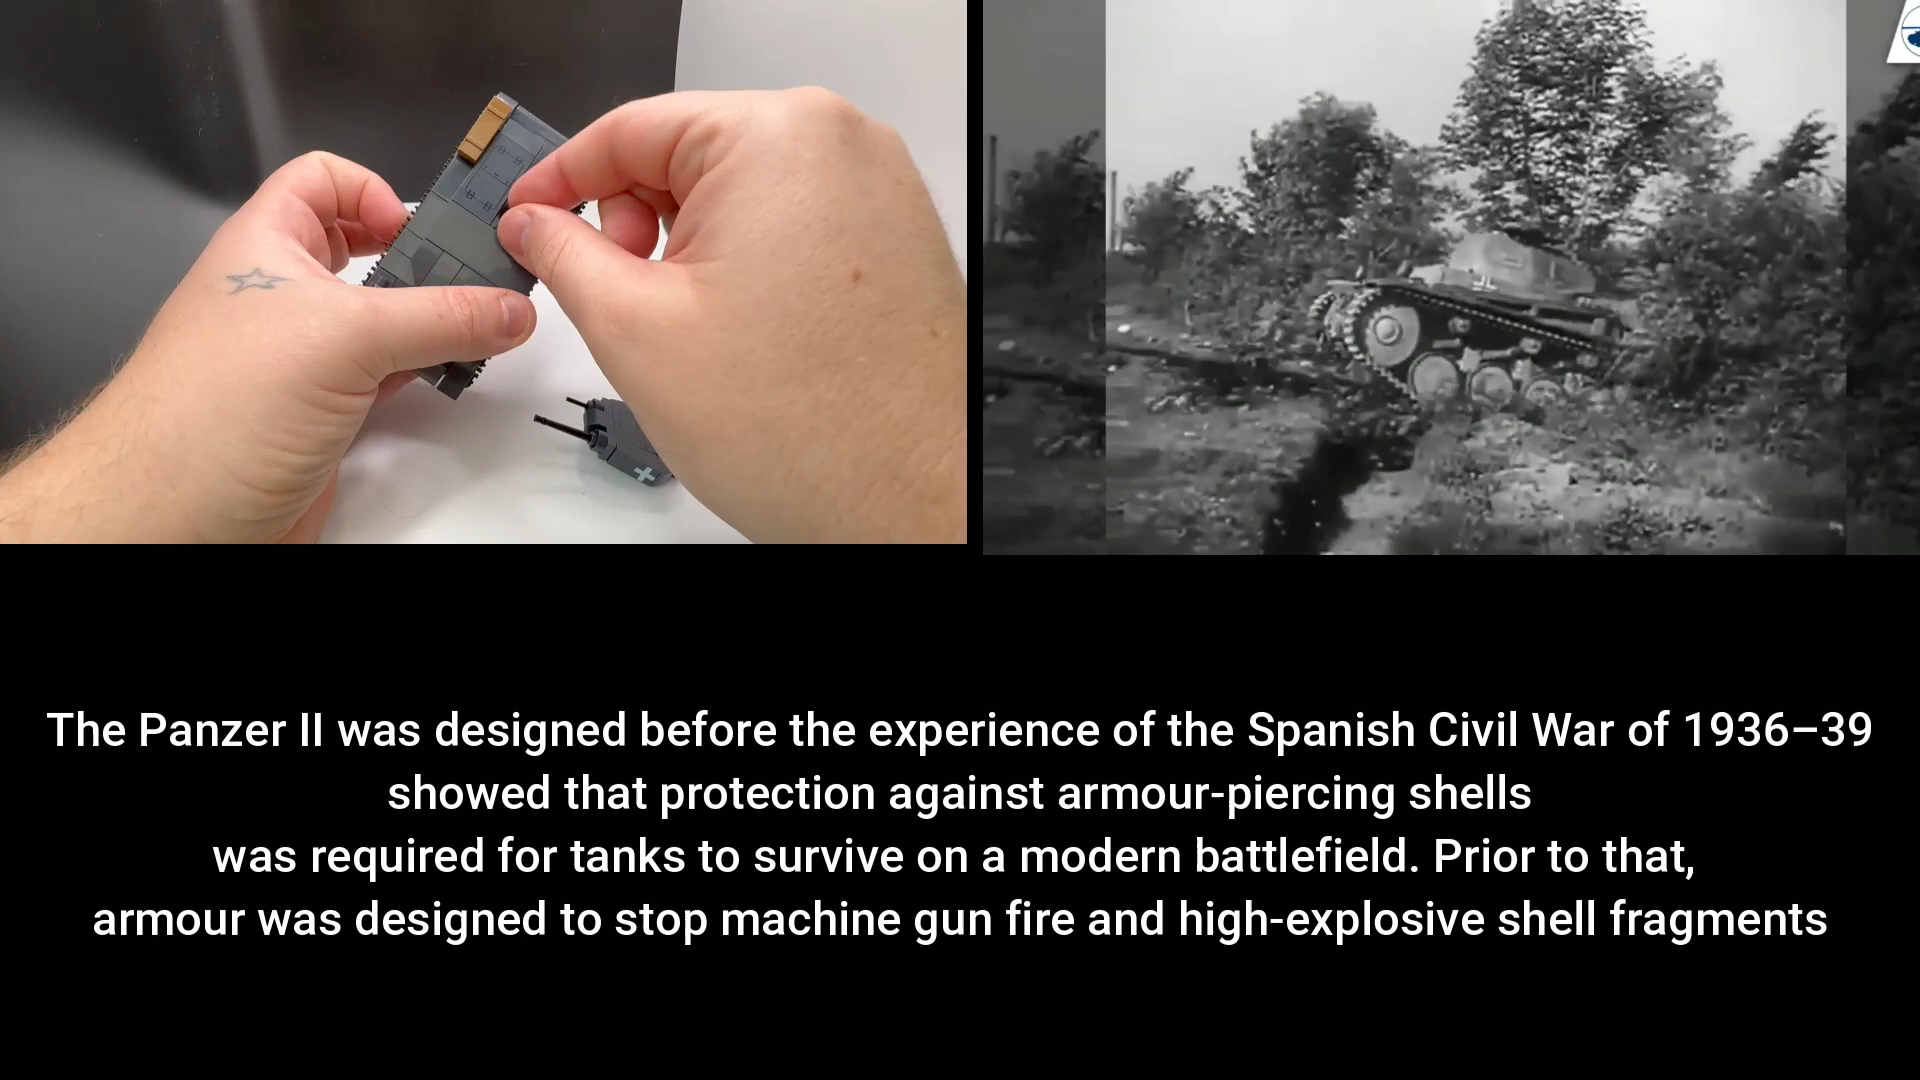 The Panzer II was designed before the experience of the Spanish Civil War of 1936–39
showed that protection against armour-piercing shells
was required for tanks to survive on a modern battlefield. Prior to that,
armour was designed to stop machine gun fire and high-explosive shell fragments